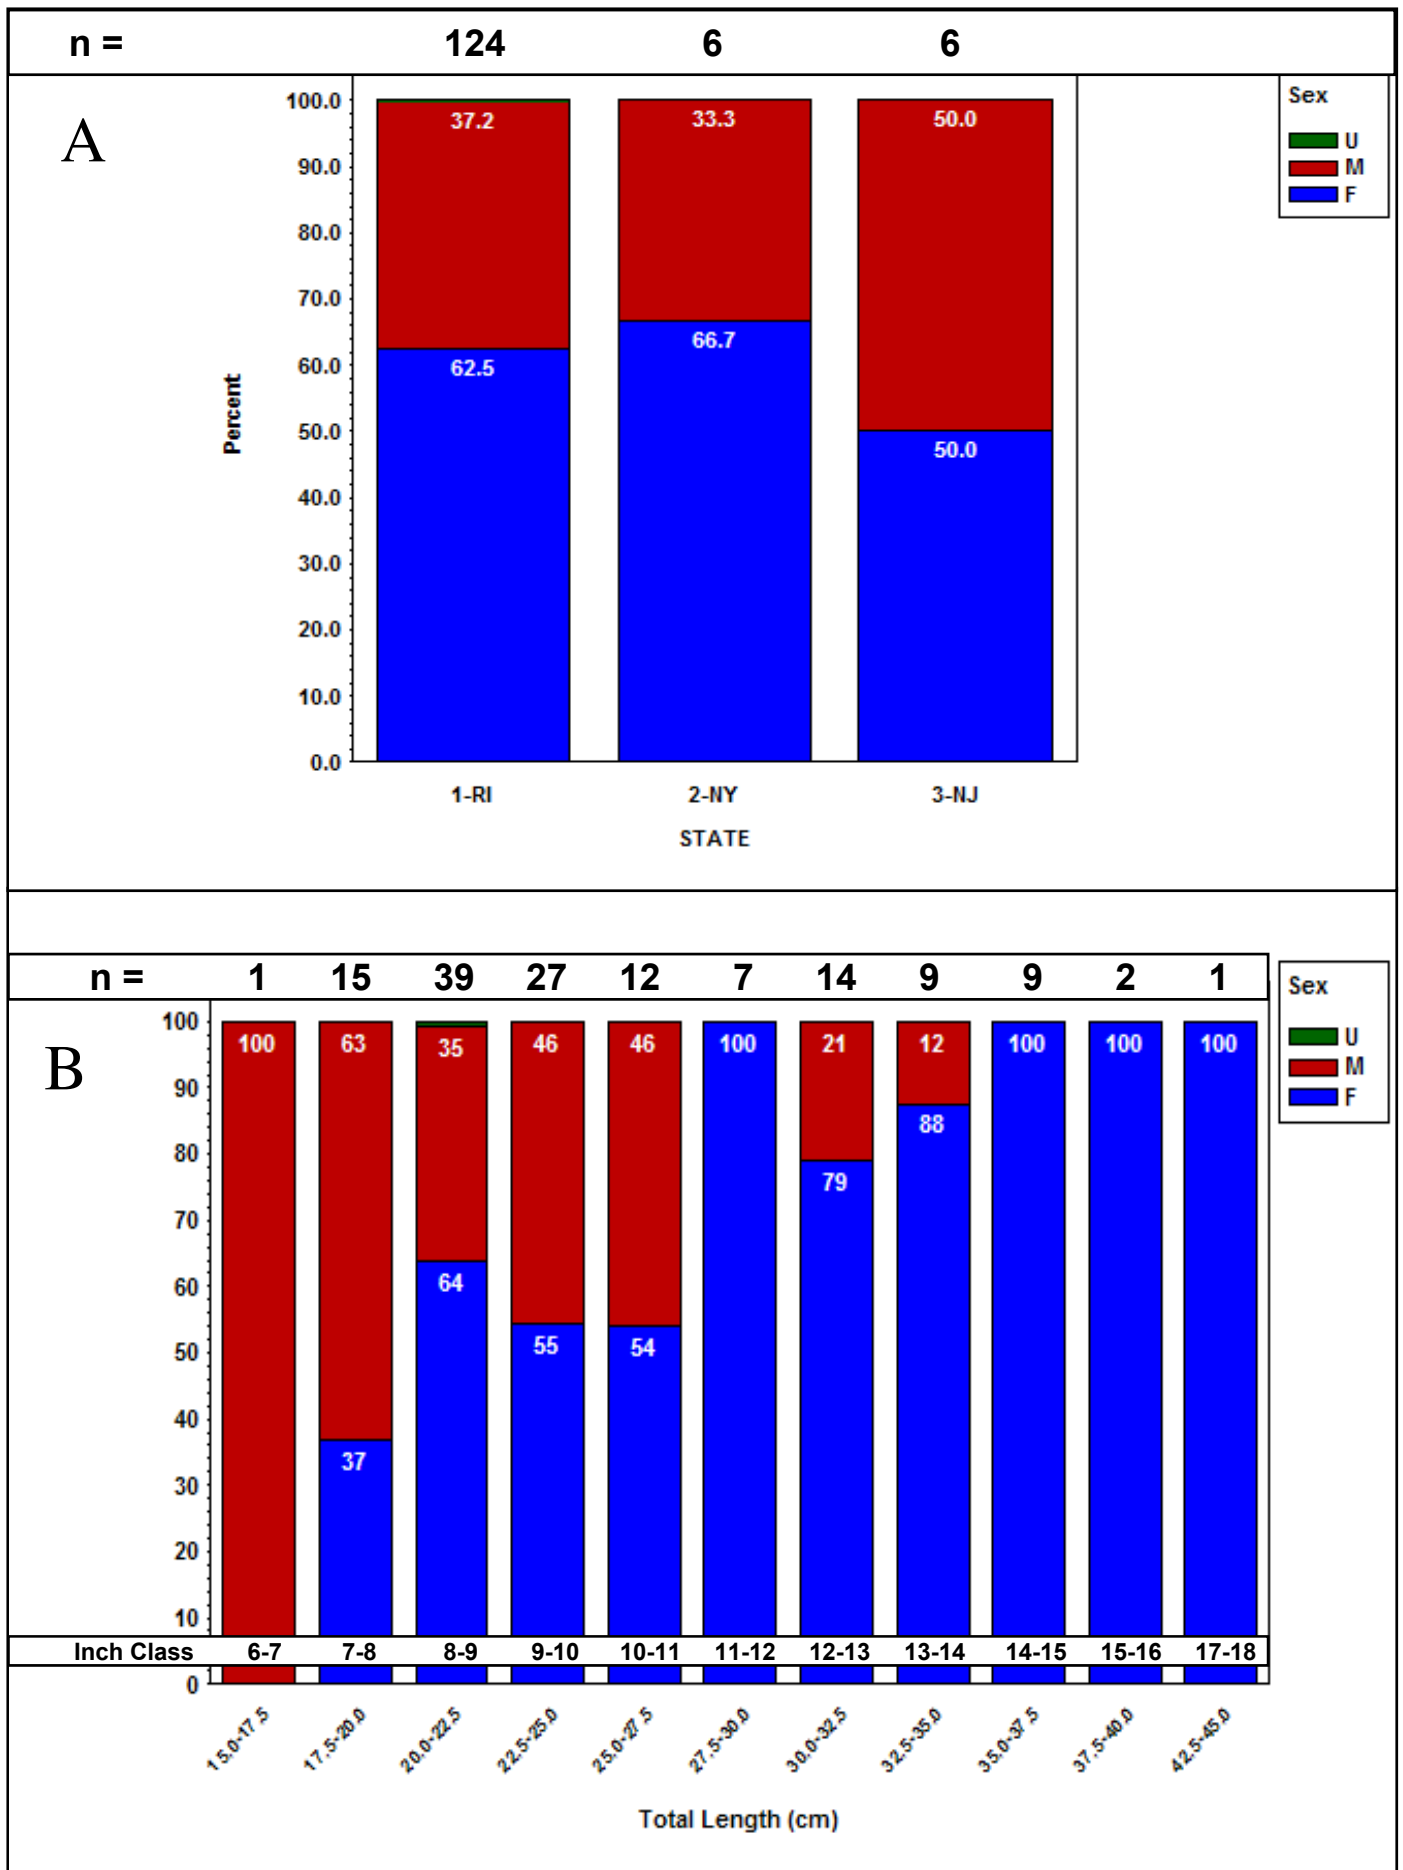 n = 124 6 6
A
Sex
U
M
F
100.0
90.0
80.0
70.0
60.0
50.0
40.0
30.0
20.0
10.0
0.0
Percent
37.2 33.3 50.0
62.5 66.7 50.0
1-RI 2-NY 3-NJ
STATE
n = 1 15 39 27 12 7 14 9 9 2 1
B
Sex
U
M
F
100
90
80
70
60
50
40
30
20
10
0
100 63 35 46 46 100 21 12 100 100 100
37 64 55 54 79 88
Inch Class 6-7 7-8 8-9 9-10 10-11 11-12 12-13 13-14 14-15 15-16 17-18
15.0-17.5 17.5-20.0 20.0-22.5 22.5-25.0 25.0-27.5 27.5-30.0 30.0-32.5 32.5-35.0 35.0-37.5 37.5-40.0 42.5-45.0
Total Length (cm)